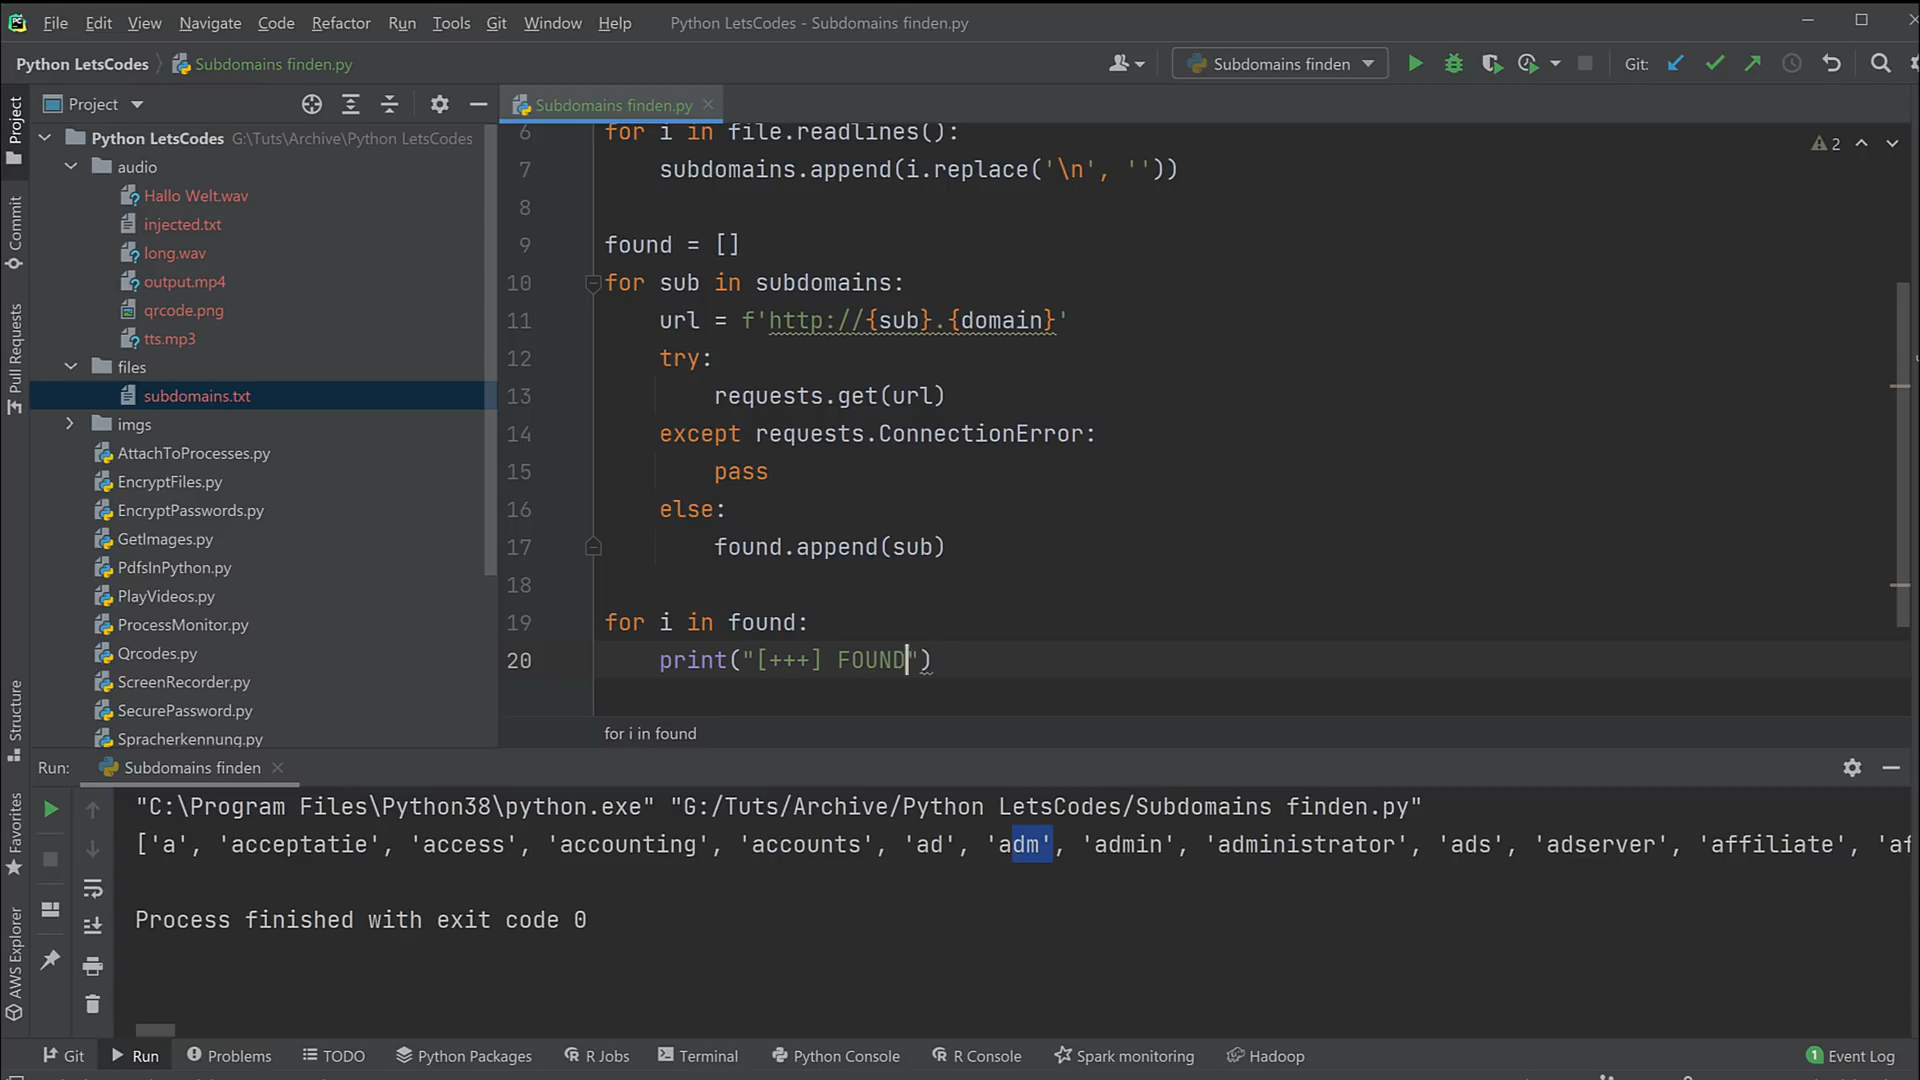 File Edit View Navigate Code Refactor Run Tools Git Window Help Python LetsCodes - Subdomains finden.py
Python LetsCodes Subdomains finden.py Subdomains finden Git:
Project Subdomains finden.py
Python LetsCodes G:\Tuts\Archive\Python LetsCodes
audio
Hallo Welt.wav
injected.txt
long.wav
output.mp4
qrcode.png
tts.mp3
files
subdomains.txt
imgs
AttachToProcesses.py
EncryptFiles.py
EncryptPasswords.py
GetImages.py
PdfsInPython.py
PlayVideos.py
ProcessMonitor.py
Qrcodes.py
ScreenRecorder.py
SecurePassword.py
Spracherkennung.py
Project
Commit
Pull Requests
Structure
Favorites
AWS Explorer
6 for i in file.readlines():
7 subdomains.append(i.replace('\n', ''))
8
9 found = []
10 for sub in subdomains:
11 url = f'http://{sub}.{domain}'
12 try:
13 requests.get(url)
14 except requests.ConnectionError:
15 pass
16 else:
17 found.append(sub)
18
19 for i in found:
20 print("[+++] FOUND")
2
for i in found
Run: Subdomains finden
"C:\Program Files\Python38\python.exe" "G:/Tuts/Archive/Python LetsCodes/Subdomains finden.py"
['a', 'acceptatie', 'access', 'accounting', 'accounts', 'ad', 'adm', 'admin', 'administrator', 'ads', 'adserver', 'affiliate', 'af
Process finished with exit code 0
Git Run Problems TODO Python Packages R Jobs Terminal Python Console R Console Spark monitoring Hadoop 1 Event Log